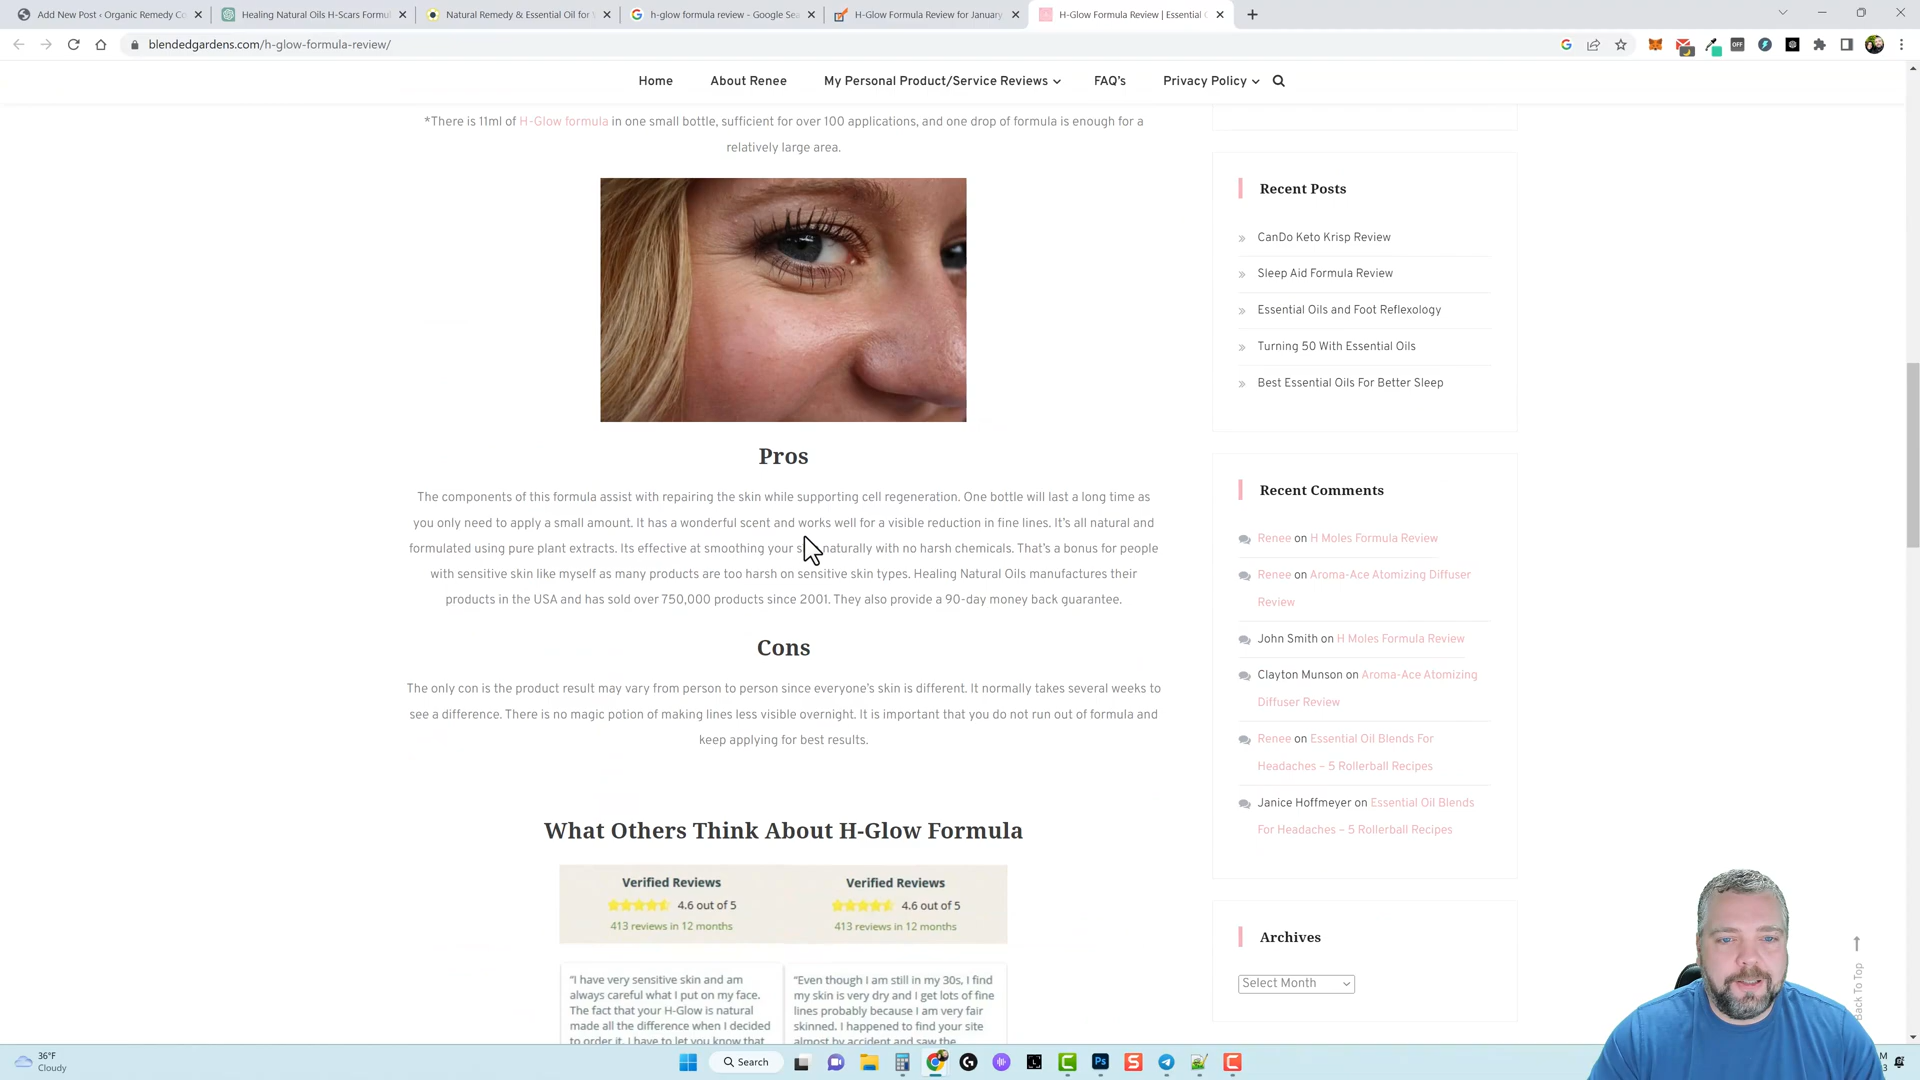 Add New Post ‹ Organic Remedy Co
Healing Natural Oils H-Scars Formul
Natural Remedy & Essential Oil for
h-glow formula review - Google Sea
H-Glow Formula Review for January
H-Glow Formula Review | Essential
blendedgardens.com/h-glow-formula-review/
Home
About Renee
My Personal Product/Service Reviews
FAQ's
Privacy Policy
*There is 11ml of H-Glow formula in one small bottle, sufficient for over 100 applications, and one drop of formula is enough for a
relatively large area.
Pros
The components of this formula assist with repairing the skin while supporting cell regeneration. One bottle will last a long time as
you only need to apply a small amount. It has a wonderful scent and works well for a visible reduction in fine lines. It's all natural and
formulated using pure plant extracts. Its effective at smoothing your naturally with no harsh chemicals. That's a bonus for people
with sensitive skin like myself as many products are too harsh on sensitive skin types. Healing Natural Oils manufactures their
products in the USA and has sold over 750,000 products since 2001. They also provide a 90-day money back guarantee.
Cons
The only con is the product result may vary from person to person since everyone's skin is different. It normally takes several weeks to
see a difference. There is no magic potion of making lines less visible overnight. It is important that you do not run out of formula and
keep applying for best results.
What Others Think About H-Glow Formula
Verified Reviews
4.6 out of 5
413 reviews in 12 months
"I have very sensitive skin and am
always careful what I put on my face.
The fact that your H-Glow is natural
made all the difference when I decided
to order it. I have to let you know that
Verified Reviews
4.6 out of 5
413 reviews in 12 months
"Even though I am still in my 30s, I find
my skin is very dry and I get lots of fine
lines probably because I am very fair
skinned. I happened to find your site
almost by accident and saw the
Recent Posts
CanDo Keto Krisp Review
Sleep Aid Formula Review
Essential Oils and Foot Reflexology
Turning 50 With Essential Oils
Best Essential Oils For Better Sleep
Recent Comments
Renee on H Moles Formula Review
Renee on Aroma-Ace Atomizing Diffuser
Review
John Smith on H Moles Formula Review
Clayton Munson on Aroma-Ace Atomizing
Diffuser Review
Renee on Essential Oil Blends For
Headaches – 5 Rollerball Recipes
Janice Hoffmeyer on Essential Oil Blends
For Headaches – 5 Rollerball Recipes
Archives
Select Month
Back To Top
36°F
Cloudy
Search